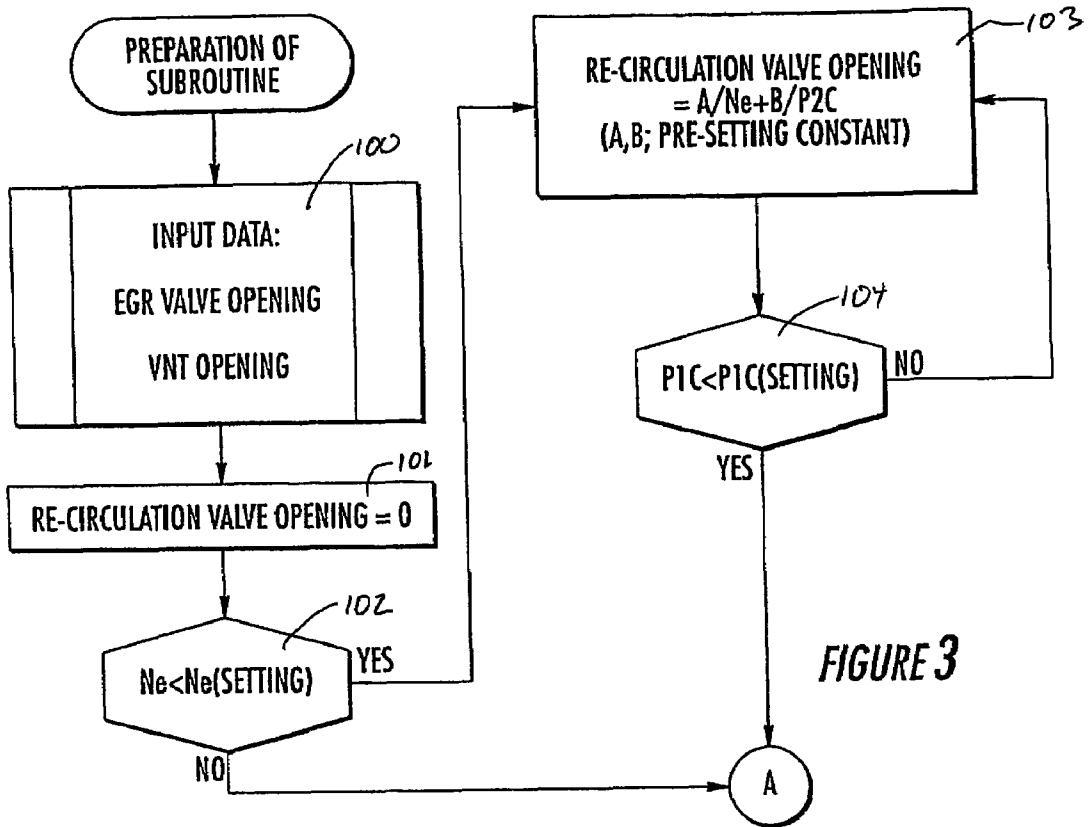 PREPARATION OF
SUBROUTINE
100
INPUT DATA:
EGR VALVE OPENING
VNT OPENING
101
RE-CIRCULATION VALVE OPENING = 0
102
Ne<Ne(SETTING)
YES
NO
103
RE-CIRCULATION VALVE OPENING
= A/Ne+B/P2C
(A,B; PRE-SETTING CONSTANT)
104
P1C<P1C(SETTING)
NO
YES
FIGURE 3
A